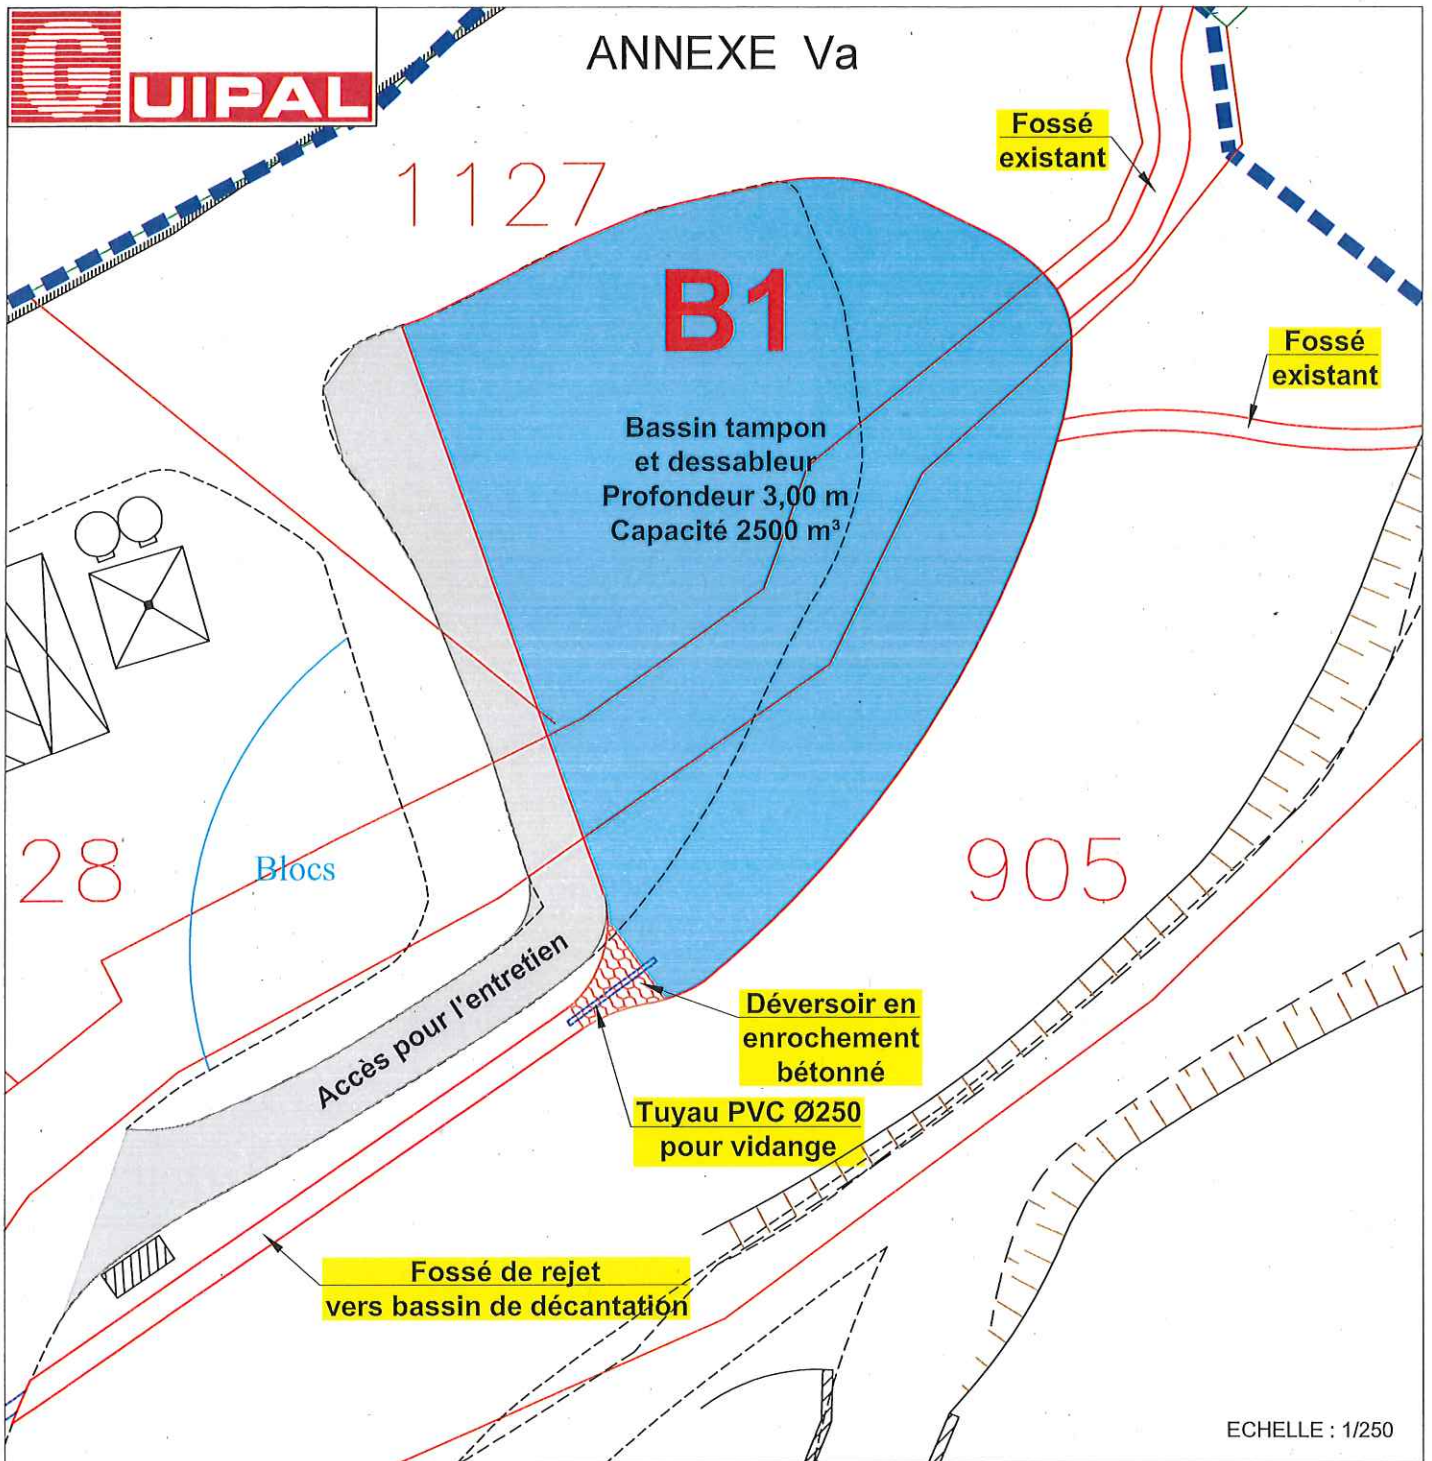 GUIPAL
ANNEXE Va
Fossé
existant
1127
B1
Fossé
existant
Bassin tampon
et dessableur
Profondeur 3,00 m
Capacité 2500 m³
28
Blocs
905
Accès pour l'entretien
Déversoir en
enrochement
bétonné
Tuyau PVC Ø250
pour vidange
Fossé de rejet
vers bassin de décantation
ECHELLE : 1/250